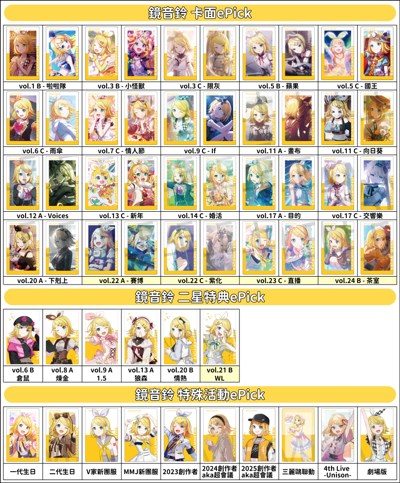 鏡音鈴 卡面ePick
vol.1 B - 啦啦隊
vol.3 B - 小怪獸
vol.3 C - 限灰
vol.5 B - 蘋果
vol.5 C - 國王
vol.6 C - 雨傘
vol.7 C - 情人節
vol.9 C - If
vol.11 A - 畫布
vol.11 C - 向日葵
vol.12 A - Voices
vol.13 C - 新年
vol.14 C - 婚活
vol.17 A - 目的
vol.17 C - 交響樂
vol.20 A - 下剋上
vol.22 A - 賽博
vol.22 C - 紫化
vol.23 C - 直播
vol.24 B - 茶室
鏡音鈴 二星特典ePick
vol.6 B
倉鼠
vol.8 A
煉金
vol.9 A
1.5
vol.13 A
狼森
vol.20 B
情熱
vol.21 B
WL
鏡音鈴 特殊活動ePick
一代生日
二代生日
V家新團服
MMJ新團服
2023創作者
2024創作者
aka超會議
2025創作者
aka超會議
三麗鷗聯動
4th Live
-Unison-
劇場版